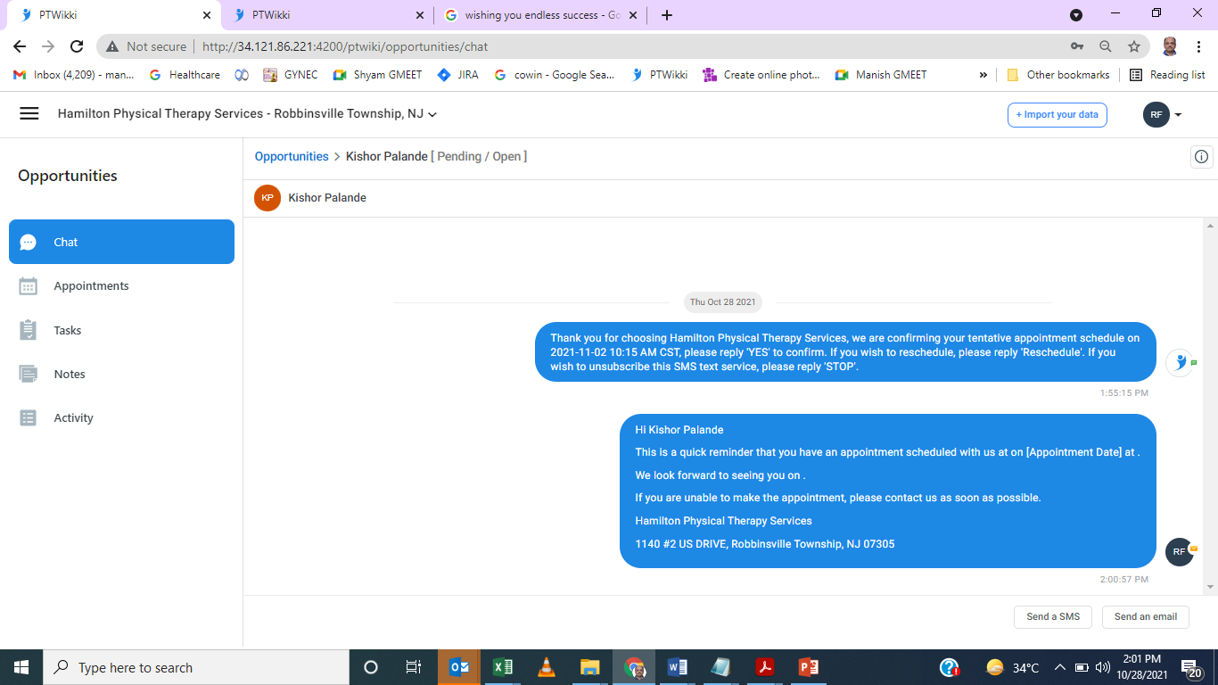 PTWikki
PTWikki
wishing you endless success - Go
Not secure
http://34.121.86.221:4200/ptwiki/opportunities/chat
Inbox (4,209) - man...
Healthcare
GYNEC
Shyam GMEET
JIRA
cowin - Google Sea...
PTWikki
Create online phot...
Manish GMEET
»
Other bookmarks
Reading list
Hamilton Physical Therapy Services - Robbinsville Township, NJ
+ Import your data
RF
Opportunities
Opportunities > Kishor Palande [ Pending / Open ]
KP
Kishor Palande
Chat
Appointments
Tasks
Notes
Activity
Thu Oct 28 2021
Thank you for choosing Hamilton Physical Therapy Services, we are confirming your tentative appointment schedule on
2021-11-02 10:15 AM CST, please reply 'YES' to confirm. If you wish to reschedule, please reply 'Reschedule'. If you
wish to unsubscribe this SMS text service, please reply 'STOP'.
1:55:15 PM
Hi Kishor Palande
This is a quick reminder that you have an appointment scheduled with us at on [Appointment Date] at .
We look forward to seeing you on .
If you are unable to make the appointment, please contact us as soon as possible.
Hamilton Physical Therapy Services
1140 #2 US DRIVE, Robbinsville Township, NJ 07305
RF
2:00:57 PM
Send a SMS
Send an email
Type here to search
34°C
2:01 PM
10/28/2021
20